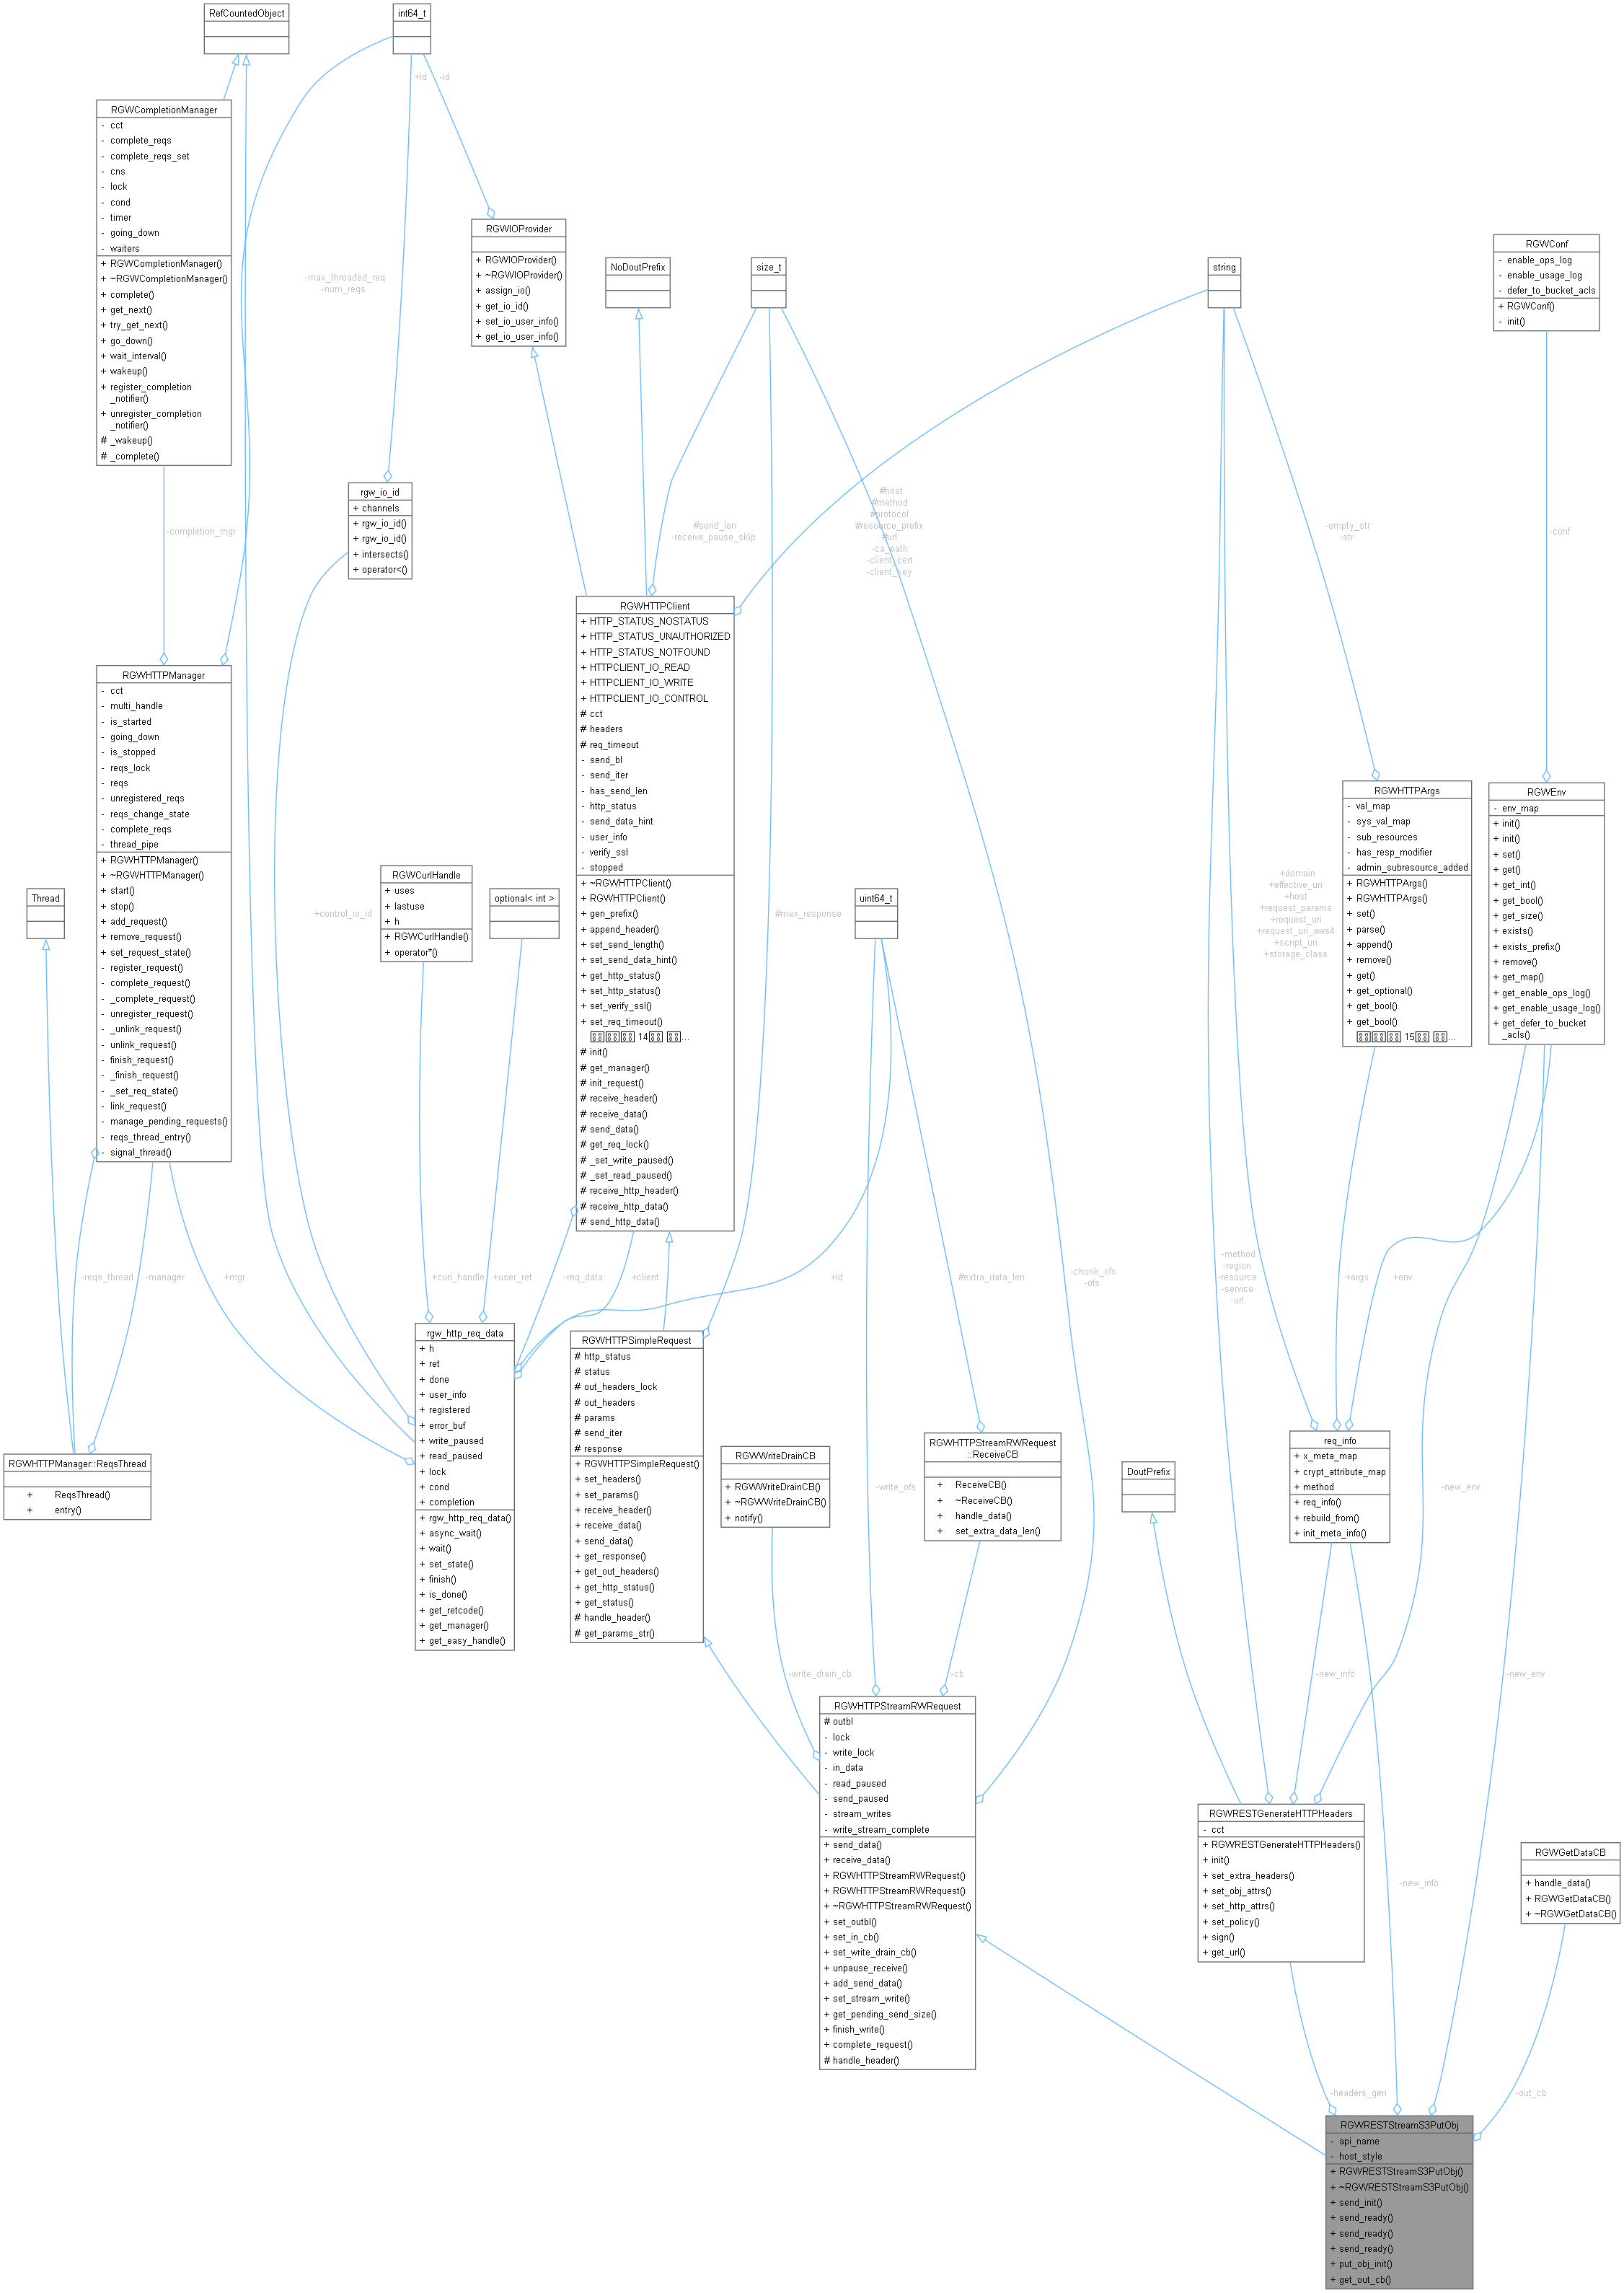 RefCountedObject
int64_t
RGWCompletionManager
- cct
- complete_reqs
- complete_reqs_set
- cns
- lock
- cond
- timer
- going_down
- waiters
+ RGWCompletionManager()
+ ~RGWCompletionManager()
+ complete()
+ get_next()
+ try_get_next()
+ go_down()
+ wait_interval()
+ wakeup()
+ register_completion
_notifier()
+ unregister_completion
_notifier()
# _wakeup()
# _complete()
+id
-id
-max_threaded_req
-num_reqs
RGWIOProvider
+ RGWIOProvider()
+ ~RGWIOProvider()
+ assign_io()
+ get_io_id()
+ set_io_user_info()
+ get_io_user_info()
NoDoutPrefix
size_t
string
RGWConf
- enable_ops_log
- enable_usage_log
- defer_to_bucket_acls
+ RGWConf()
- init()
-completion_mgr
rgw_io_id
+ channels
+ rgw_io_id()
+ rgw_io_id()
+ intersects()
+ operator<()
#send_len
-receive_pause_skip
#host
#method
#protocol
#resource_prefix
#url
-ca_path
-client_cert
-client_key
-empty_str
-str
-conf
RGWHTTPManager
- cct
- multi_handle
- is_started
- going_down
- is_stopped
- reqs_lock
- reqs
- unregistered_reqs
- reqs_change_state
- complete_reqs
- thread_pipe
+ RGWHTTPManager()
+ ~RGWHTTPManager()
+ start()
+ stop()
+ add_request()
+ remove_request()
+ set_request_state()
- register_request()
- complete_request()
- _complete_request()
- unregister_request()
- _unlink_request()
- unlink_request()
- finish_request()
- _finish_request()
- _set_req_state()
- link_request()
- manage_pending_requests()
- reqs_thread_entry()
- signal_thread()
RGWHTTPClient
+ HTTP_STATUS_NOSTATUS
+ HTTP_STATUS_UNAUTHORIZED
+ HTTP_STATUS_NOTFOUND
+ HTTPCLIENT_IO_READ
+ HTTPCLIENT_IO_WRITE
+ HTTPCLIENT_IO_CONTROL
# cct
# headers
# req_timeout
- send_bl
- send_iter
- has_send_len
- http_status
- send_data_hint
- user_info
- verify_ssl
- stopped
+ ~RGWHTTPClient()
+ RGWHTTPClient()
+ gen_prefix()
+ append_header()
+ set_send_length()
+ set_send_data_hint()
+ get_http_status()
+ set_http_status()
+ set_verify_ssl()
+ set_req_timeout()
14 ...
# init()
# get_manager()
# init_request()
# receive_header()
# receive_data()
# send_data()
# get_req_lock()
# _set_write_paused()
# _set_read_paused()
# receive_http_header()
# receive_http_data()
# send_http_data()
RGWHTTPArgs
- val_map
- sys_val_map
- sub_resources
- has_resp_modifier
- admin_subresource_added
+ RGWHTTPArgs()
+ RGWHTTPArgs()
+ set()
+ parse()
+ append()
+ remove()
+ get()
+ get_optional()
+ get_bool()
+ get_bool()
15 ...
RGWEnv
- env_map
+ init()
+ init()
+ set()
+ get()
+ get_int()
+ get_bool()
+ get_size()
+ exists()
+ exists_prefix()
+ remove()
+ get_map()
+ get_enable_ops_log()
+ get_enable_usage_log()
+ get_defer_to_bucket
_acls()
Thread
+control_io_id
RGWCurlHandle
+ uses
+ lastuse
+ h
+ RGWCurlHandle()
+ operator*()
optional< int >
#max_response
uint64_t
+domain
+effective_uri
+host
+request_params
+request_uri
+request_uri_aws4
+script_uri
+storage_class
-reqs_thread
-manager
+mgr
+curl_handle
+user_ret
-req_data
+client
+id
#extra_data_len
-chunk_ofs
-ofs
-method
-region
-resource
-service
-url
+args
+env
rgw_http_req_data
+ h
+ ret
+ done
+ user_info
+ registered
+ error_buf
+ write_paused
+ read_paused
+ lock
+ cond
+ completion
+ rgw_http_req_data()
+ async_wait()
+ wait()
+ set_state()
+ finish()
+ is_done()
+ get_retcode()
+ get_manager()
+ get_easy_handle()
RGWHTTPSimpleRequest
# http_status
# status
# out_headers_lock
# out_headers
# params
# send_iter
# response
+ RGWHTTPSimpleRequest()
+ set_headers()
+ set_params()
+ receive_header()
+ receive_data()
+ send_data()
+ get_response()
+ get_out_headers()
+ get_http_status()
+ get_status()
# handle_header()
# get_params_str()
RGWHTTPManager::ReqsThread
+ ReqsThread()
+ entry()
RGWWriteDrainCB
+ RGWWriteDrainCB()
+ ~RGWWriteDrainCB()
+ notify()
-write_ofs
RGWHTTPStreamRWRequest
::ReceiveCB
+ ReceiveCB()
+ ~ReceiveCB()
+ handle_data()
+ set_extra_data_len()
DoutPrefix
req_info
+ x_meta_map
+ crypt_attribute_map
+ method
+ req_info()
+ rebuild_from()
+ init_meta_info()
-new_env
-write_drain_cb
-cb
-new_info
-new_env
RGWHTTPStreamRWRequest
# outbl
- lock
- write_lock
- in_data
- read_paused
- send_paused
- stream_writes
- write_stream_complete
+ send_data()
+ receive_data()
+ RGWHTTPStreamRWRequest()
+ RGWHTTPStreamRWRequest()
+ ~RGWHTTPStreamRWRequest()
+ set_outbl()
+ set_in_cb()
+ set_write_drain_cb()
+ unpause_receive()
+ add_send_data()
+ set_stream_write()
+ get_pending_send_size()
+ finish_write()
+ complete_request()
# handle_header()
RGWRESTGenerateHTTPHeaders
- cct
+ RGWRESTGenerateHTTPHeaders()
+ init()
+ set_extra_headers()
+ set_obj_attrs()
+ set_http_attrs()
+ set_policy()
+ sign()
+ get_url()
-new_info
RGWGetDataCB
+ handle_data()
+ RGWGetDataCB()
+ ~RGWGetDataCB()
-headers_gen
-out_cb
RGWRESTStreamS3PutObj
- api_name
- host_style
+ RGWRESTStreamS3PutObj()
+ ~RGWRESTStreamS3PutObj()
+ send_init()
+ send_ready()
+ send_ready()
+ send_ready()
+ put_obj_init()
+ get_out_cb()